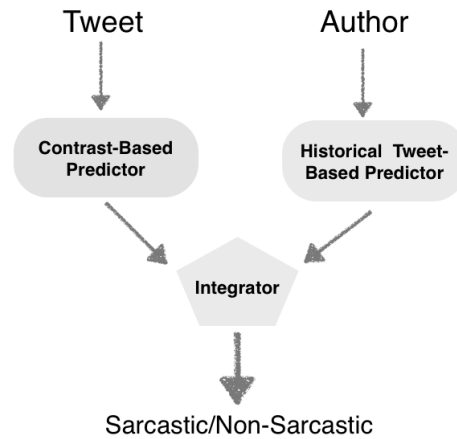 Tweet
Author
Contrast-Based
Predictor
Historical Tweet-
Based Predictor
Integrator
Sarcastic/Non-Sarcastic